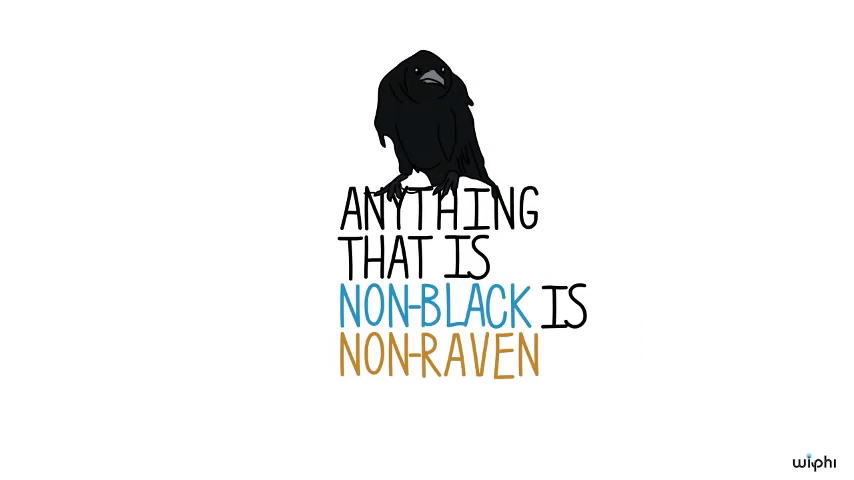 ANYTHING
THAT IS
NON-BLACK IS
NON-RAVEN
wiphi